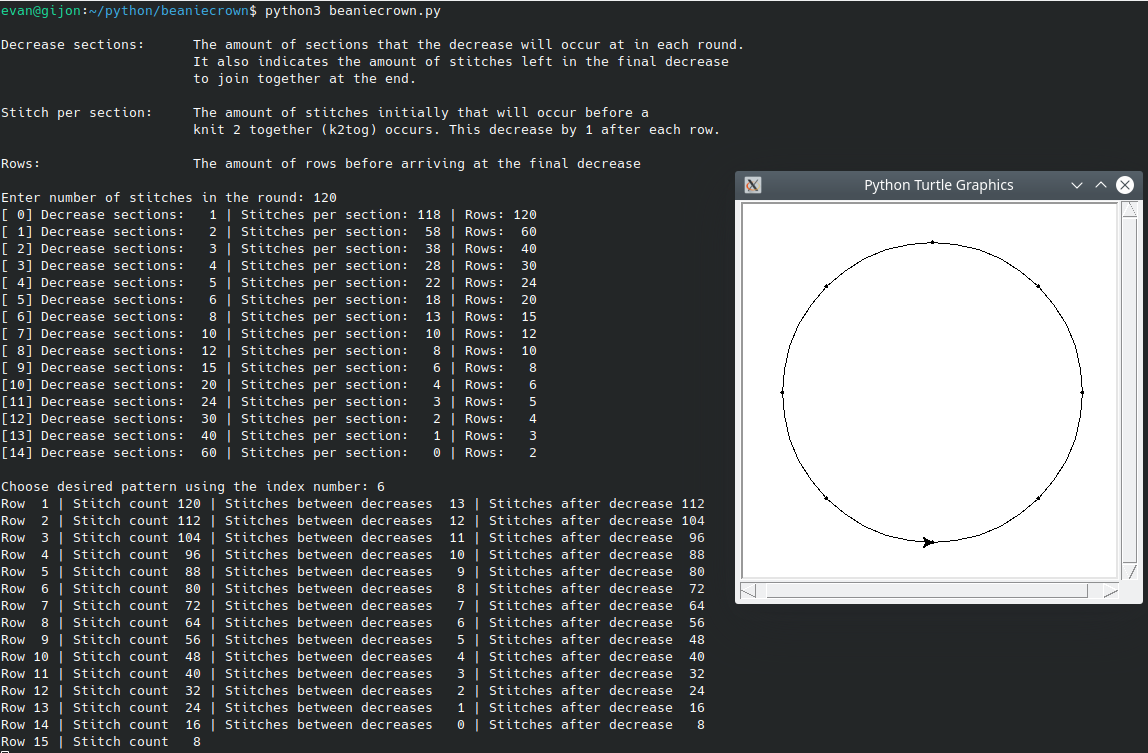 evan@gijon:~/python/beaniecrown$ python3 beaniecrown.py
Decrease sections:      The amount of sections that the decrease will occur at in each round.
                        It also indicates the amount of stitches left in the final decrease
                        to join together at the end.
Stitch per section:     The amount of stitches initially that will occur before a
                        knit 2 together (k2tog) occurs. This decrease by 1 after each row.
Rows:                   The amount of rows before arriving at the final decrease
Enter number of stitches in the round: 120
[ 0] Decrease sections:   1 | Stitches per section: 118 | Rows: 120
[ 1] Decrease sections:   2 | Stitches per section:  58 | Rows:  60
[ 2] Decrease sections:   3 | Stitches per section:  38 | Rows:  40
[ 3] Decrease sections:   4 | Stitches per section:  28 | Rows:  30
[ 4] Decrease sections:   5 | Stitches per section:  22 | Rows:  24
[ 5] Decrease sections:   6 | Stitches per section:  18 | Rows:  20
[ 6] Decrease sections:   8 | Stitches per section:  13 | Rows:  15
[ 7] Decrease sections:  10 | Stitches per section:  10 | Rows:  12
[ 8] Decrease sections:  12 | Stitches per section:   8 | Rows:  10
[ 9] Decrease sections:  15 | Stitches per section:   6 | Rows:   8
[10] Decrease sections:  20 | Stitches per section:   4 | Rows:   6
[11] Decrease sections:  24 | Stitches per section:   3 | Rows:   5
[12] Decrease sections:  30 | Stitches per section:   2 | Rows:   4
[13] Decrease sections:  40 | Stitches per section:   1 | Rows:   3
[14] Decrease sections:  60 | Stitches per section:   0 | Rows:   2
Choose desired pattern using the index number: 6
Row  1 | Stitch count 120 | Stitches between decreases  13 | Stitches after decrease 112
Row  2 | Stitch count 112 | Stitches between decreases  12 | Stitches after decrease 104
Row  3 | Stitch count 104 | Stitches between decreases  11 | Stitches after decrease  96
Row  4 | Stitch count  96 | Stitches between decreases  10 | Stitches after decrease  88
Row  5 | Stitch count  88 | Stitches between decreases   9 | Stitches after decrease  80
Row  6 | Stitch count  80 | Stitches between decreases   8 | Stitches after decrease  72
Row  7 | Stitch count  72 | Stitches between decreases   7 | Stitches after decrease  64
Row  8 | Stitch count  64 | Stitches between decreases   6 | Stitches after decrease  56
Row  9 | Stitch count  56 | Stitches between decreases   5 | Stitches after decrease  48
Row 10 | Stitch count  48 | Stitches between decreases   4 | Stitches after decrease  40
Row 11 | Stitch count  40 | Stitches between decreases   3 | Stitches after decrease  32
Row 12 | Stitch count  32 | Stitches between decreases   2 | Stitches after decrease  24
Row 13 | Stitch count  24 | Stitches between decreases   1 | Stitches after decrease  16
Row 14 | Stitch count  16 | Stitches between decreases   0 | Stitches after decrease   8
Row 15 | Stitch count   8
Python Turtle Graphics